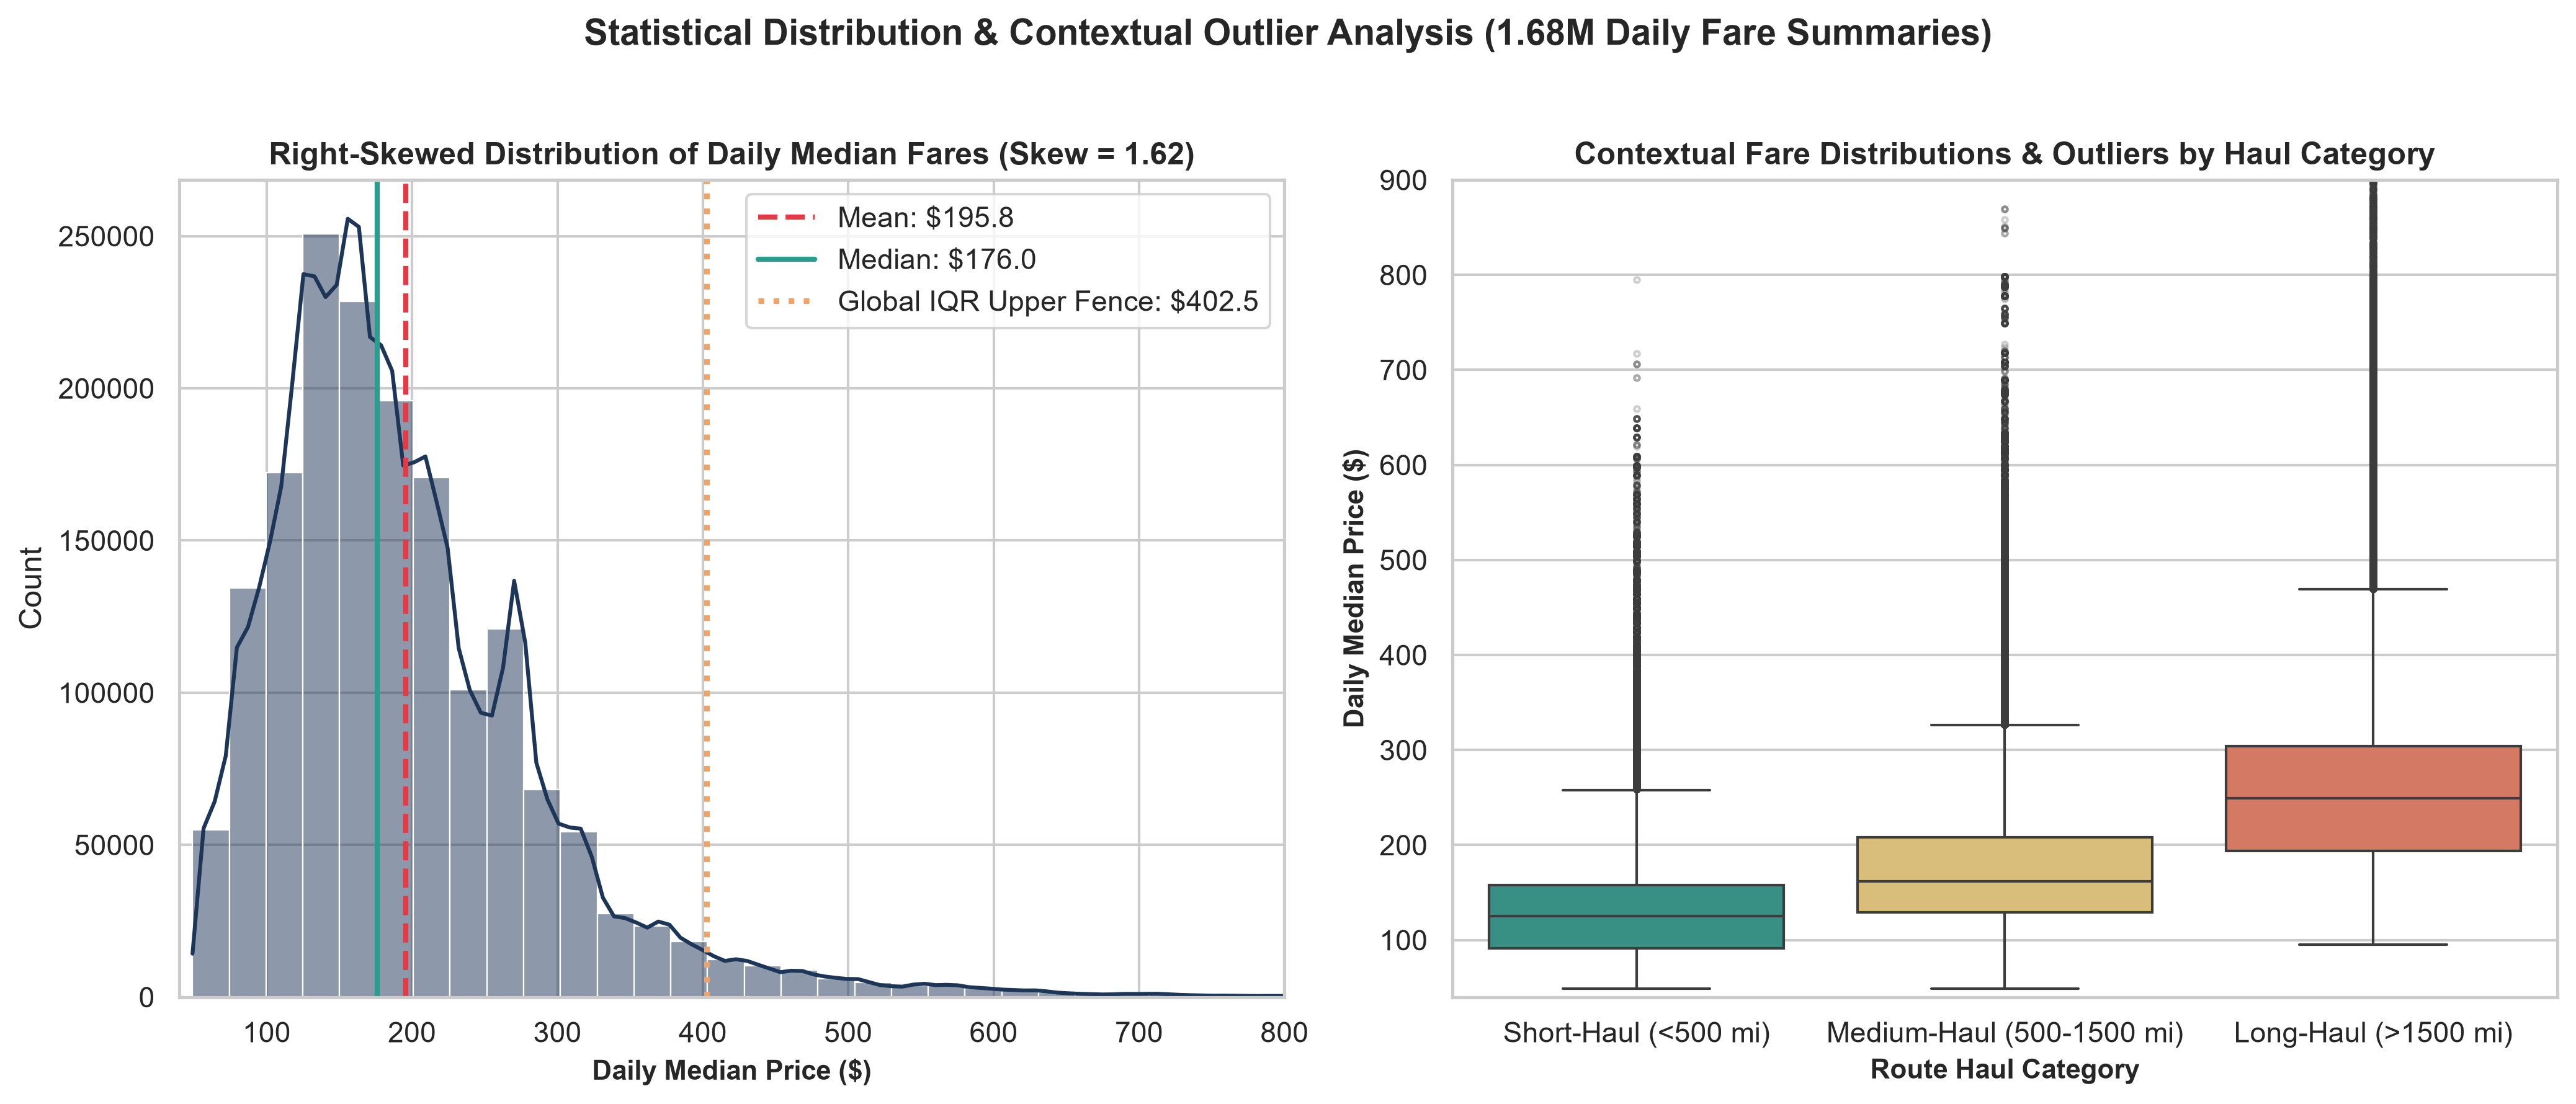 Statistical Distribution & Contextual Outlier Analysis (1.68M Daily Fare Summaries)
Right-Skewed Distribution of Daily Median Fares (Skew = 1.62)
Mean: $195.8
Median: $176.0
Global IQR Upper Fence: $402.5
Count
250000
200000
150000
100000
50000
0
100
200
300
400
500
600
700
800
Daily Median Price ($)
Contextual Fare Distributions & Outliers by Haul Category
Daily Median Price ($)
900
800
700
600
500
400
300
200
100
Short-Haul (<500 mi)
Medium-Haul (500-1500 mi)
Long-Haul (>1500 mi)
Route Haul Category